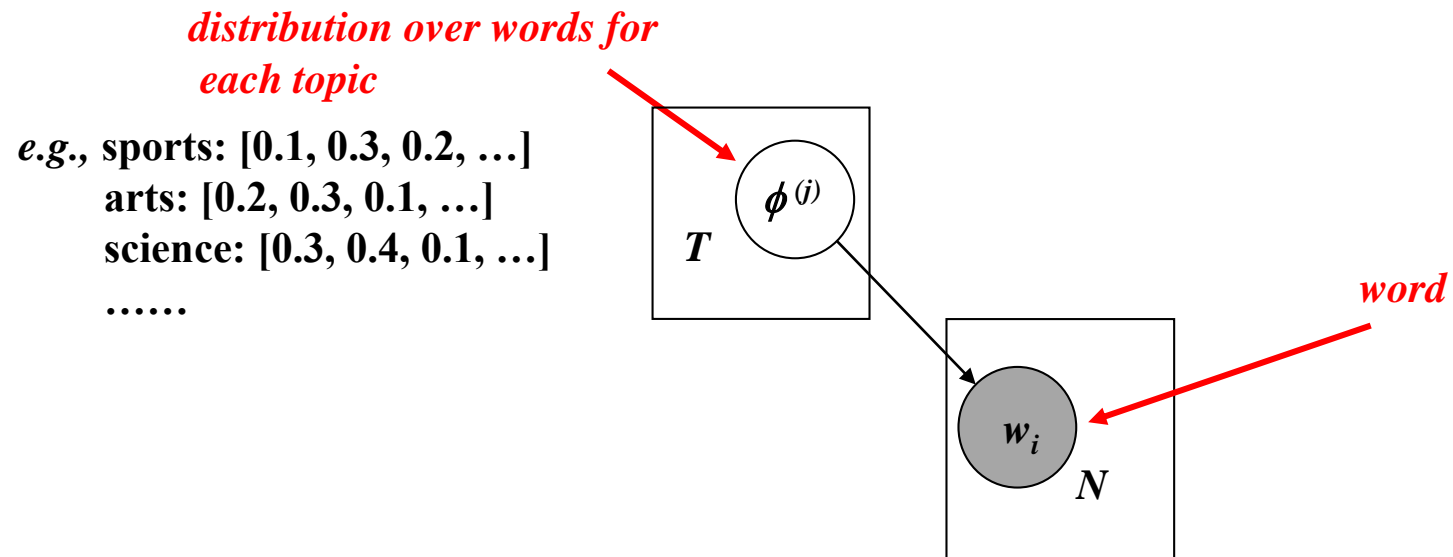 distribution over words for
each topic
e.g., sports: [0.1, 0.3, 0.2, …]
arts: [0.2, 0.3, 0.1, …]
science: [0.3, 0.4, 0.1, …]
……
ϕ(j)
T
word
wi
N